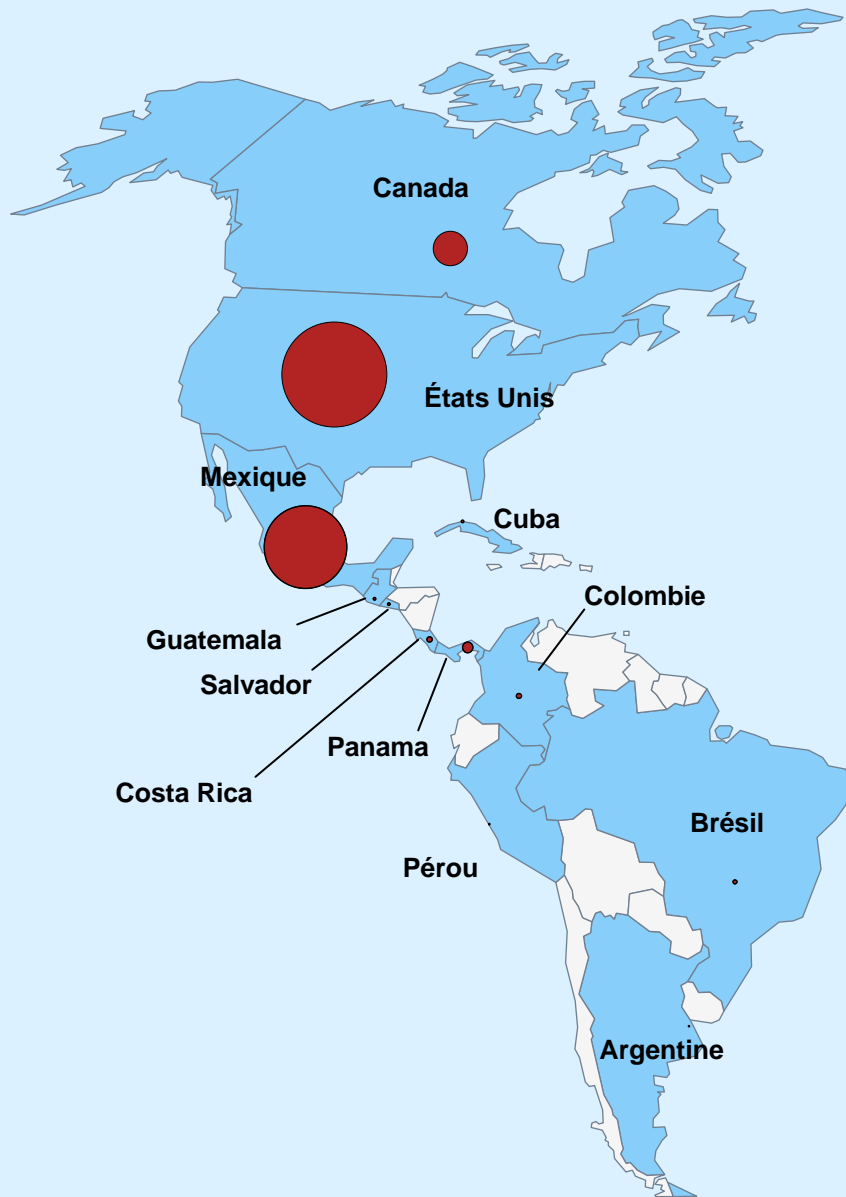 Canada
États Unis
Mexique
Cuba
Colombie
Guatemala
Salvador
Panama
Costa Rica
Brésil
Pérou
Argentine